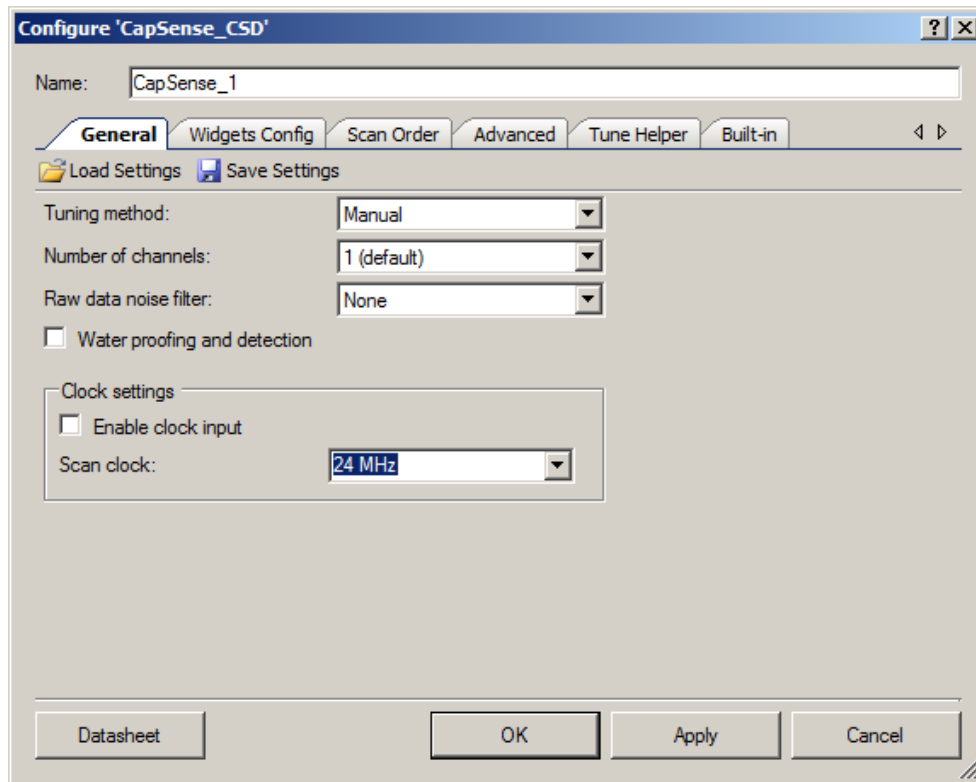 Configure 'CapSense_CSD'
Name: CapSense_1
General Widgets Config Scan Order Advanced Tune Helper Built-in
Load Settings Save Settings
Tuning method: Manual
Number of channels: 1 (default)
Raw data noise filter: None
Water proofing and detection
Clock settings
Enable clock input
Scan clock: 24 MHz
Datasheet OK Apply Cancel